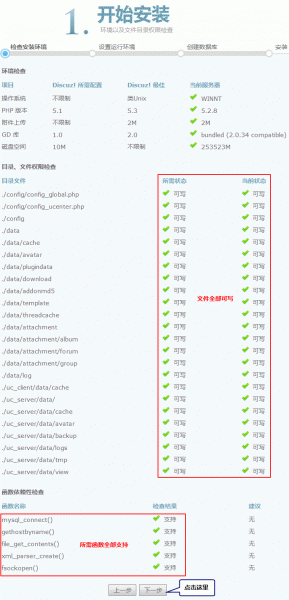 1. 开始安装
环境以及文件目录权限检查
检查安装环境 设置运行环境 创建数据库 安装
环境检查
项目 Discuz! 所需配置 Discuz! 最佳 当前服务器
操作系统 不限制 类Unix WINNT
PHP 版本 5.1 5.3 5.2.8
附件上传 不限制 2M 2M
GD 库 1.0 2.0 bundled (2.0.34 compatible)
磁盘空间 10M 不限制 253523M
目录、文件权限检查
目录文件 所需状态 当前状态
./config/config_global.php 可写 可写
./config/config_ucenter.php 可写 可写
./config 可写 可写
./data 可写 可写
./data/cache 可写 可写
./data/avatar 可写 可写
./data/plugindata 可写 可写
./data/download 可写 可写
./data/addonmd5 可写 可写
./data/template 可写 可写
./data/threadcache 可写 可写
./data/attachment 可写 可写
./data/attachment/album 可写 可写
./data/attachment/forum 可写 可写
./data/attachment/group 可写 可写
./data/log 可写 可写
./uc_client/data/cache 可写 可写
./uc_server/data/ 可写 可写
./uc_server/data/cache 可写 可写
./uc_server/data/avatar 可写 可写
./uc_server/data/backup 可写 可写
./uc_server/data/logs 可写 可写
./uc_server/data/tmp 可写 可写
./uc_server/data/view 可写 可写
文件全部可写
函数依赖性检查
函数名称 检查结果 建议
mysql_connect() 支持 无
gethostbyname() 支持 无
file_get_contents() 支持 无
xml_parser_create() 支持 无
fsockopen() 支持 无
所需函数全部支持
上一步 下一步 点击这里